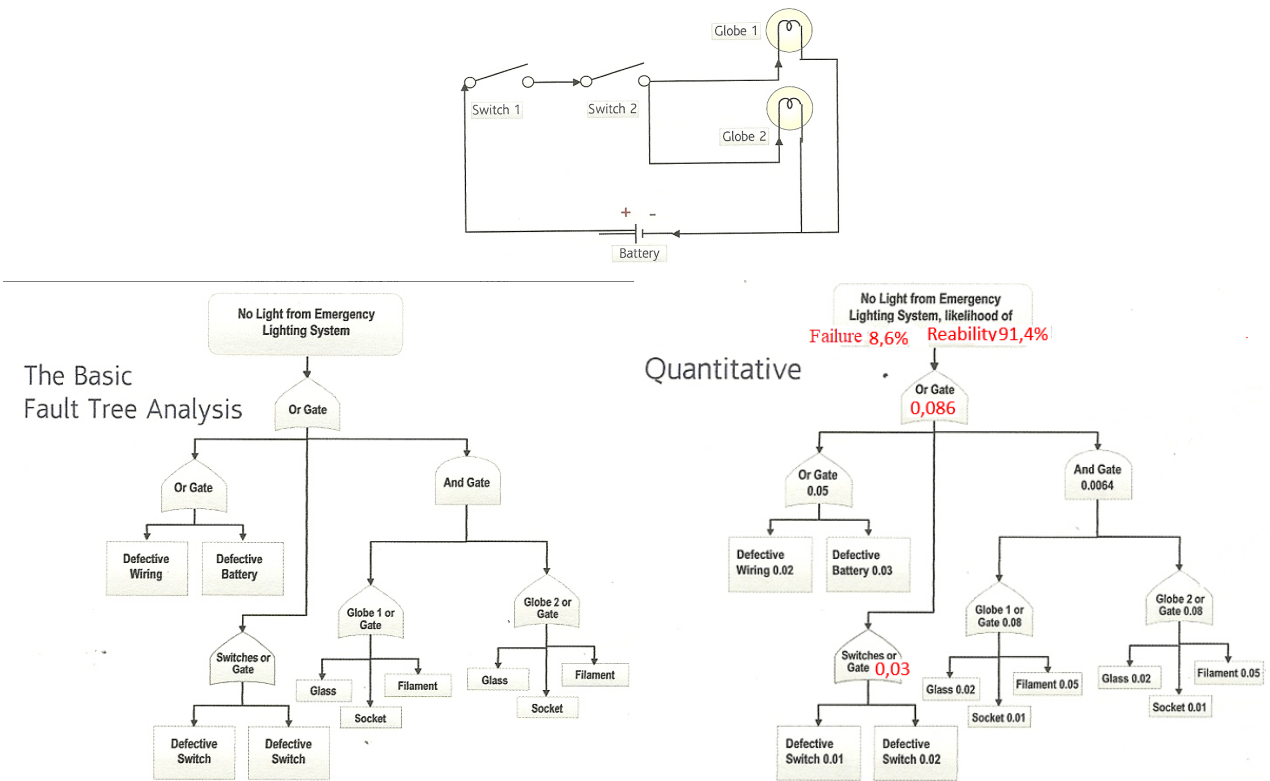 Globe 1
Switch 1
Switch 2
Globe 2
+ -
Battery
No Light from Emergency
Lighting System
The Basic
Fault Tree Analysis
Or Gate
Or Gate
And Gate
Defective
Wiring
Defective
Battery
Globe 1 or
Gate
Globe 2 or
Gate
Switches or
Gate
Glass
Socket
Filament
Glass
Socket
Filament
Defective
Switch
Defective
Switch
No Light from Emergency
Lighting System, likelihood of
Failure 8,6% Reability 91,4%
Quantitative
Or Gate
0,086
Or Gate
0.05
And Gate
0.0064
Defective
Wiring 0.02
Defective
Battery 0.03
Globe 1 or
Gate 0.08
Globe 2 or
Gate 0.08
Switches or
Gate 0,03
Glass 0.02
Socket 0.01
Filament 0.05
Glass 0.02
Socket 0.01
Filament 0.05
Defective
Switch 0.01
Defective
Switch 0.02